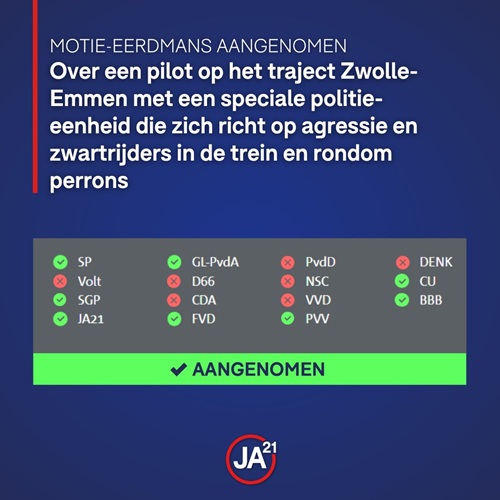 MOTIE-EERDMANS AANGENOMEN
Over een pilot op het traject Zwolle-
Emmen met een speciale politie-
eenheid die zich richt op agressie en
zwartrijders in de trein en rondom
perrons
SP GL-PvdA PvdD DENK
Volt D66 NSC CU
SGP CDA VVD BBB
JA21 FVD PVV
AANGENOMEN
JA21